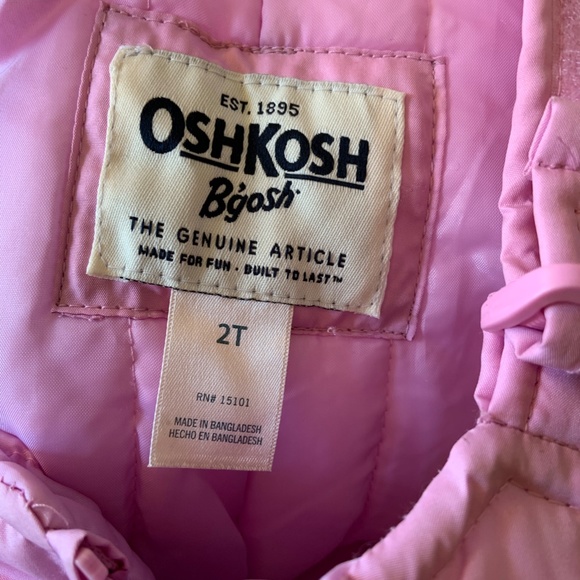 EST. 1895
OSHKOSH
B'gosh
THE GENUINE ARTICLE
MADE FOR FUN · BUILT TO LAST™
2T
RN# 15101
MADE IN BANGLADESH
HECHO EN BANGLADESH